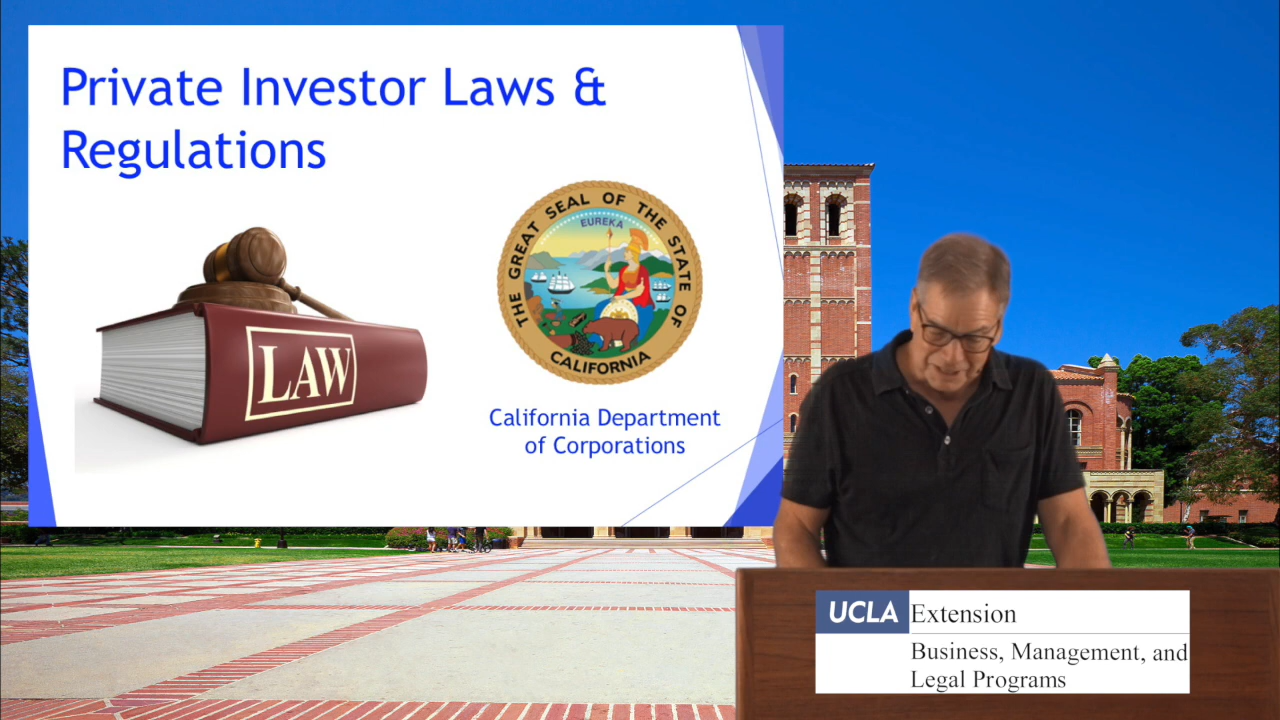 Private Investor Laws &
Regulations
THE GREAT SEAL OF THE STATE OF CALIFORNIA
EUREKA
LAW
California Department
of Corporations
UCLA Extension
Business, Management, and
Legal Programs